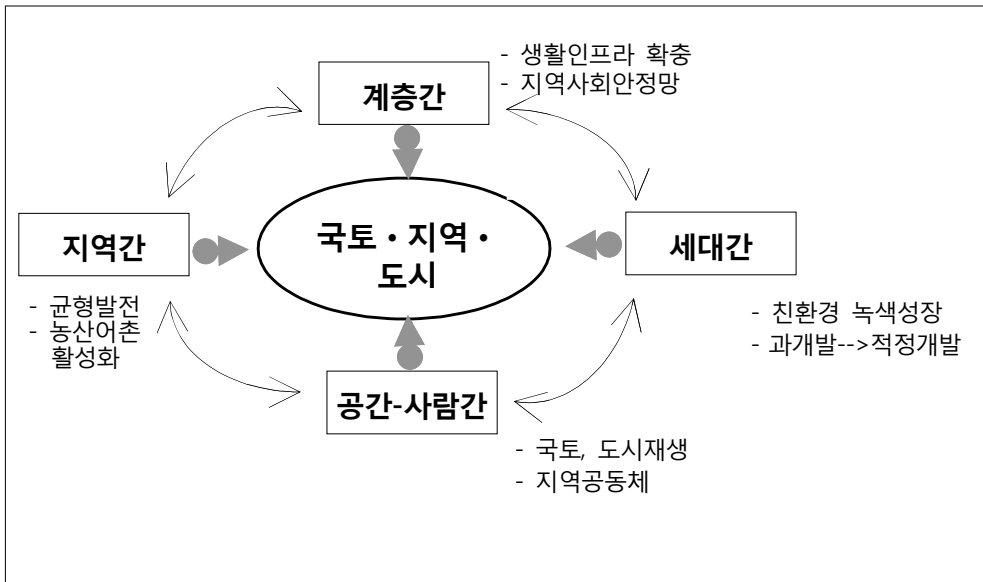 - 생활인프라 확충
- 지역사회안정망
계층간
지역간
국토·지역·
도시
세대간
- 균형발전
- 농산어촌
활성화
- 친환경 녹색성장
- 과개발-->적정개발
공간-사람간
- 국토, 도시재생
- 지역공동체